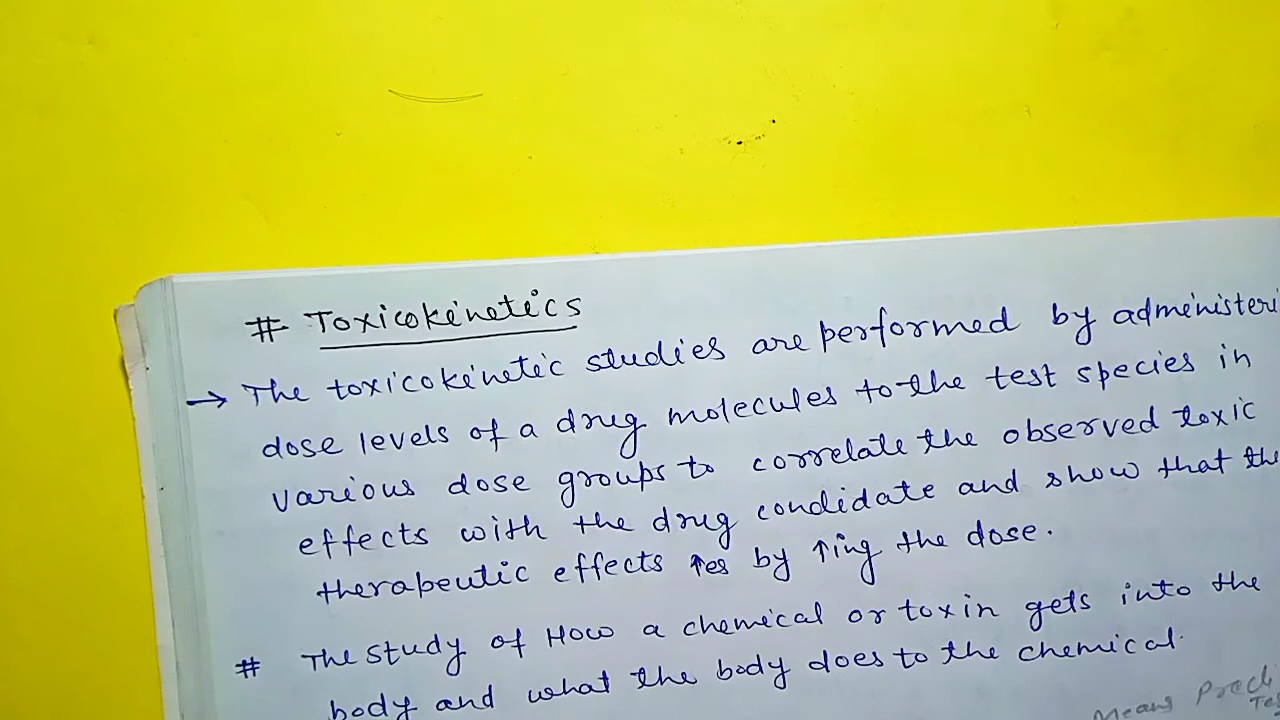 # Toxicokinetics
→ The toxicokinetic studies are performed by administeri
dose levels of a drug molecules to the test species in
various dose groups to correlate the observed toxic
effects with the drug condidate and show that the
therapeutic effects ↑es by ↑ing the dose.
# The study of How a chemical or toxin gets into the
body and what the body does to the chemical.
Means